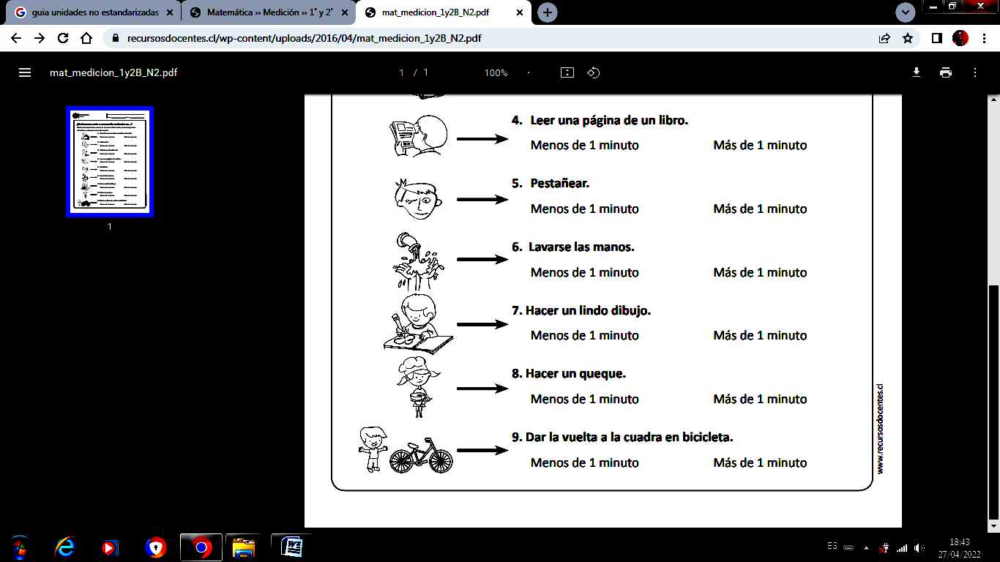 guia unidades no estandarizadas
Matemática ›› Medición ›› 1° y 2°
mat_medicion_1y2B_N2.pdf
recursosdocentes.cl/wp-content/uploads/2016/04/mat_medicion_1y2B_N2.pdf
mat_medicion_1y2B_N2.pdf
1 / 1
100%
4. Leer una página de un libro.
Menos de 1 minuto Más de 1 minuto
5. Pestañear.
Menos de 1 minuto Más de 1 minuto
6. Lavarse las manos.
Menos de 1 minuto Más de 1 minuto
7. Hacer un lindo dibujo.
Menos de 1 minuto Más de 1 minuto
8. Hacer un queque.
Menos de 1 minuto Más de 1 minuto
9. Dar la vuelta a la cuadra en bicicleta.
Menos de 1 minuto Más de 1 minuto
www.recursosdocentes.cl
1
ES
18:43
27/04/2022